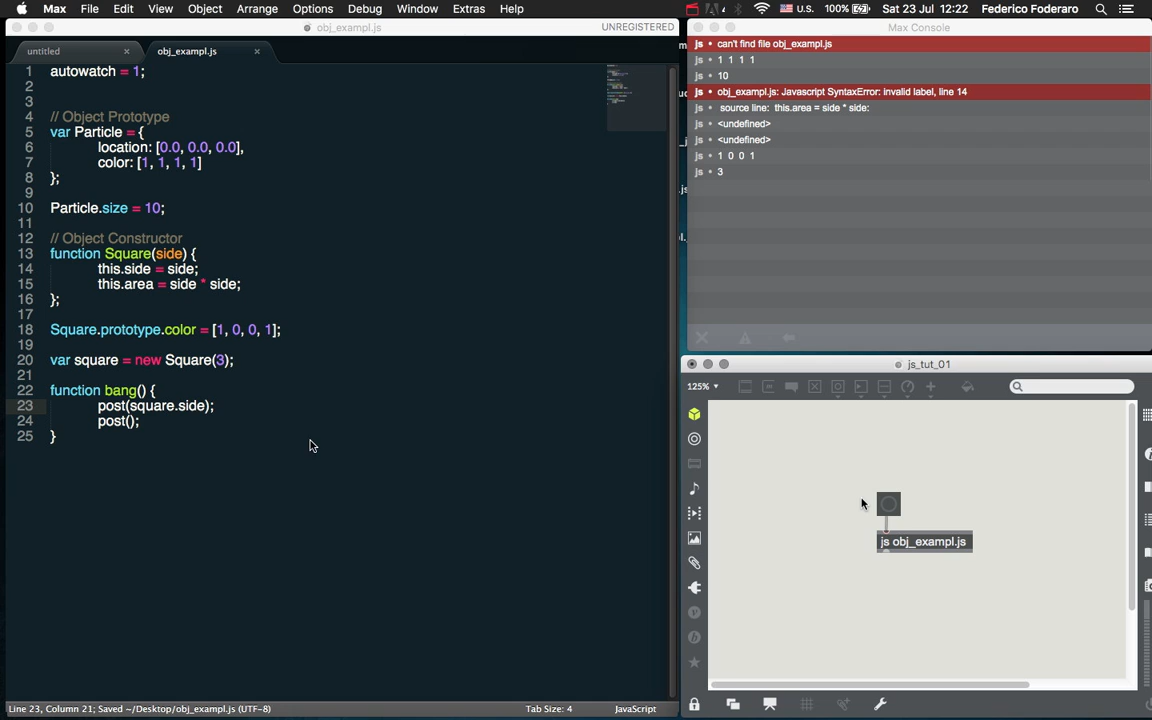 Max File Edit View Object Arrange Options Debug Window Extras Help
U.S. 100% Sat 23 Jul 12:22 Federico Foderaro
obj_exampl.js UNREGISTERED
untitled × obj_exampl.js ×
1 autowatch = 1;
2
3
4 // Object Prototype
5 var Particle = {
6 location: [0.0, 0.0, 0.0],
7 color: [1, 1, 1, 1]
8 };
9
10 Particle.size = 10;
11
12 // Object Constructor
13 function Square(side) {
14 this.side = side;
15 this.area = side * side;
16 };
17
18 Square.prototype.color = [1, 0, 0, 1];
19
20 var square = new Square(3);
21
22 function bang() {
23 post(square.side);
24 post();
25 }
Line 23, Column 21; Saved ~/Desktop/obj_exampl.js (UTF-8) Tab Size: 4 JavaScript
Max Console
js • can't find file obj_exampl.js
js • 1 1 1 1
js • 10
js • obj_exampl.js: Javascript SyntaxError: invalid label, line 14
js • source line: this.area = side * side:
js • <undefined>
js • <undefined>
js • 1 0 0 1
js • 3
js_tut_01
125%
js obj_exampl.js